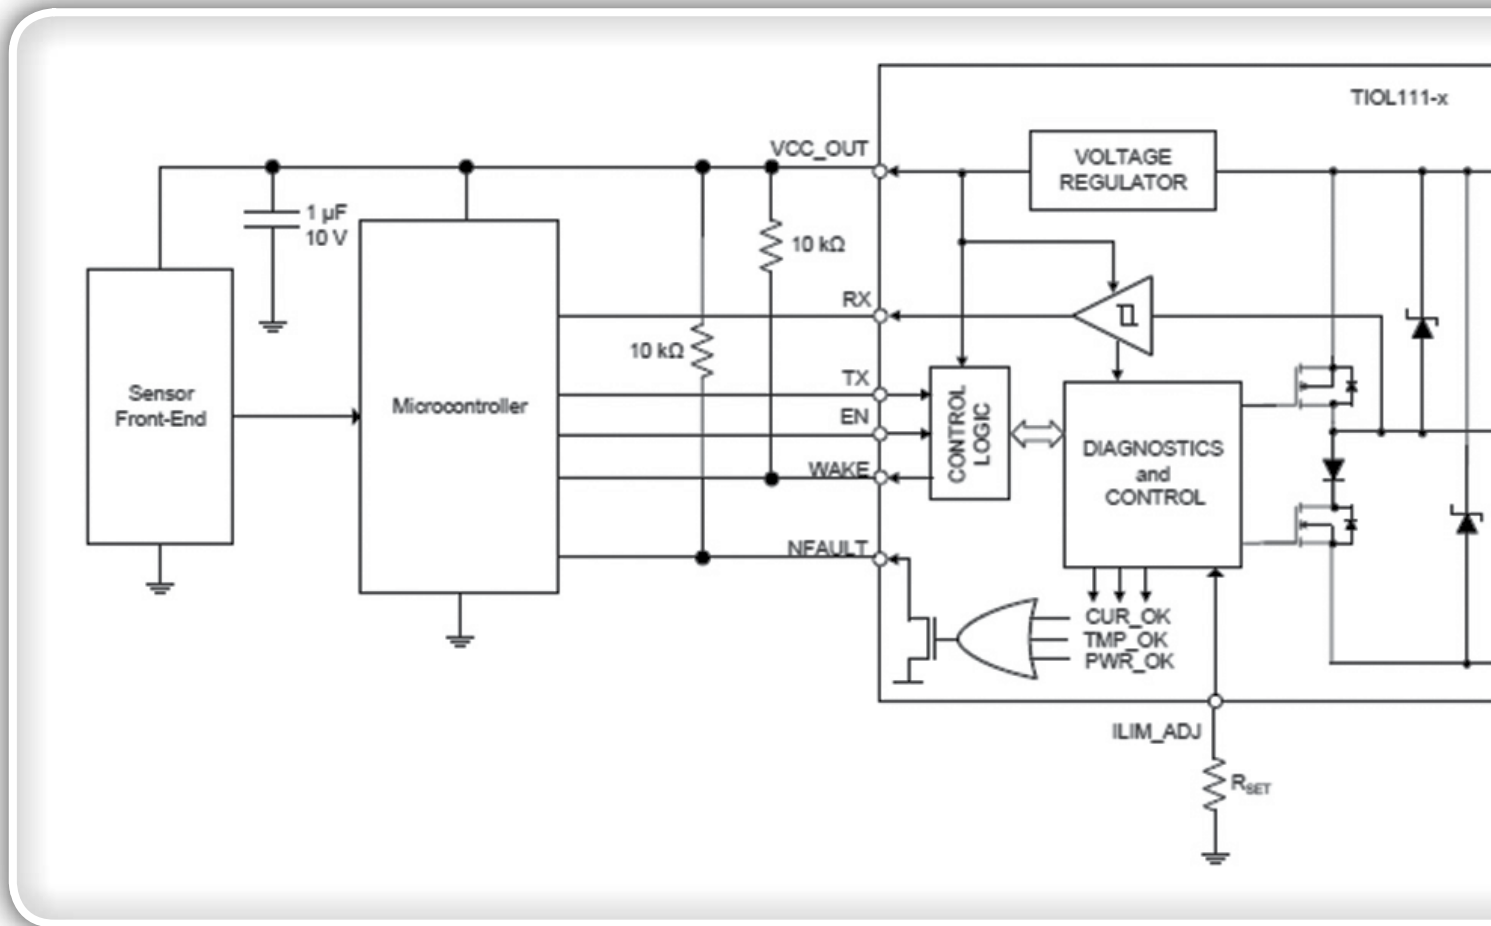 TIOL111-x
VCC_OUT
VOLTAGE
REGULATOR
1 µF
10 V
10 kΩ
RX
10 kΩ
TX
Sensor
Front-End
Microcontroller
EN
CONTROL
LOGIC
DIAGNOSTICS
and
CONTROL
WAKE
NFAULT
CUR_OK
TMP_OK
PWR_OK
ILIM_ADJ
RSET